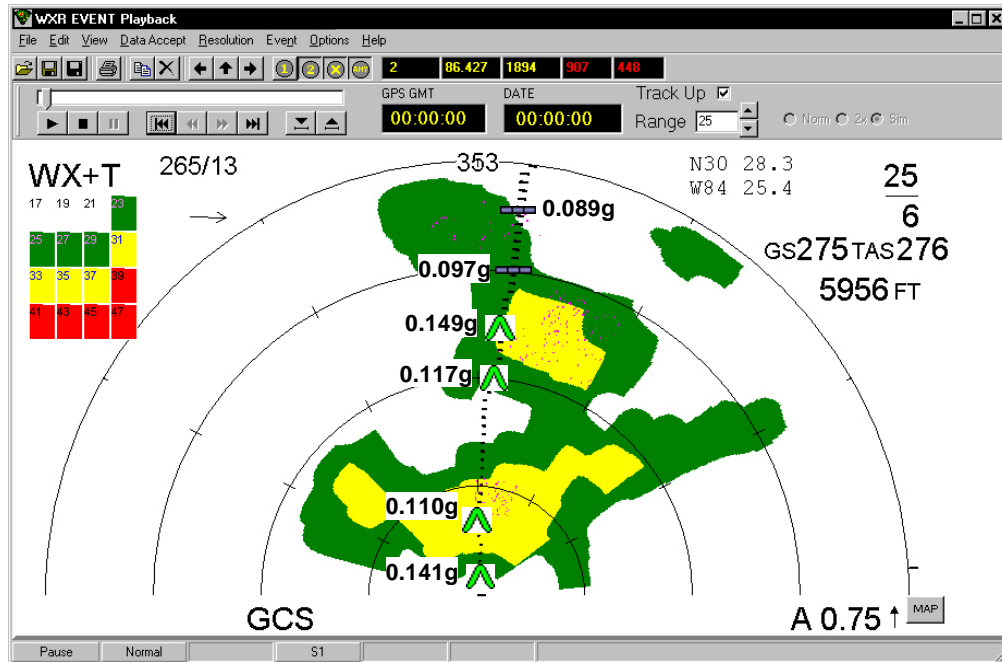 WXR EVENT Playback
File Edit View Data Accept Resolution Event Options Help
1 2 X ANY 2 86.427 1894 907 448
GPS GMT DATE Track Up
00:00:00 00:00:00 Range 25 Norm 2x Sim
WX+T 265/13 353 N30 28.3 25
W84 25.4 6
17 19 21 23
25 27 29 31
33 35 37 39
41 43 45 47
0.089g
GS275TAS276
0.097g
5956 FT
0.149g
0.117g
0.110g
0.141g
GCS A 0.75 MAP
Pause Normal S1